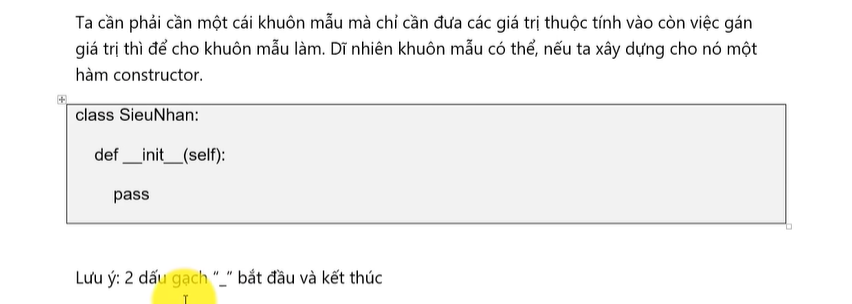 Ta cần phải cần một cái khuôn mẫu mà chỉ cần đưa các giá trị thuộc tính vào còn việc gán
giá trị thì để cho khuôn mẫu làm. Dĩ nhiên khuôn mẫu có thể, nếu ta xây dựng cho nó một
hàm constructor.
class SieuNhan:
def __init__(self):
pass
Lưu ý: 2 dấu gạch “_” bắt đầu và kết thúc